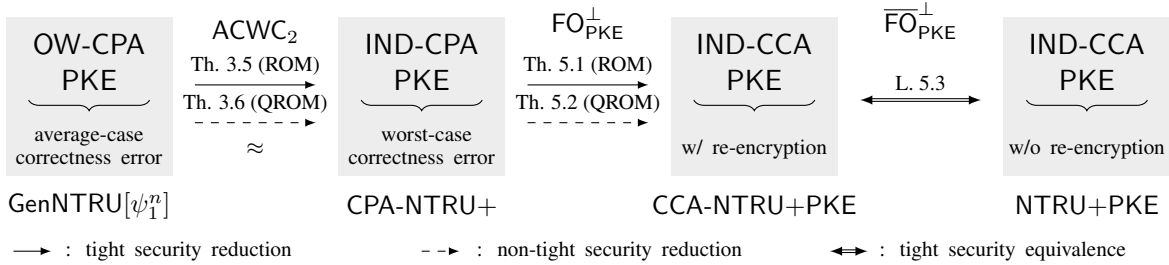 OW-CPA
PKE
average-case
correctness error
GenNTRU[ψ₁ⁿ]
ACWC₂
Th. 3.5 (ROM)
Th. 3.6 (QROM)
≈
IND-CPA
PKE
worst-case
correctness error
CPA-NTRU+
FO⊥PKE
Th. 5.1 (ROM)
Th. 5.2 (QROM)
IND-CCA
PKE
w/ re-encryption
CCA-NTRU+PKE
F̅O̅⊥PKE
L. 5.3
IND-CCA
PKE
w/o re-encryption
NTRU+PKE
: tight security reduction
: non-tight security reduction
: tight security equivalence